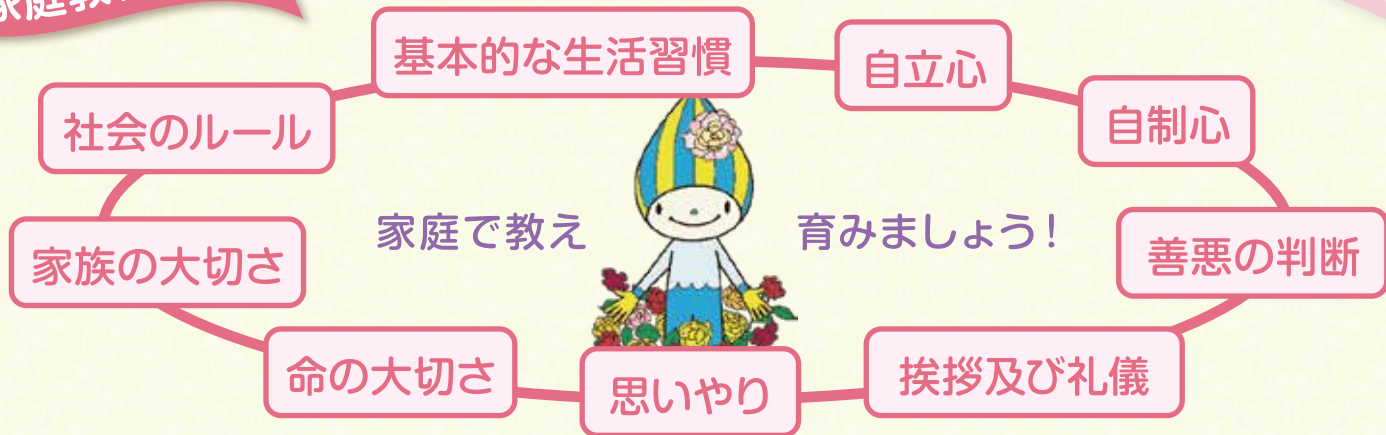 家庭教
基本的な生活習慣
自立心
自制心
善悪の判断
挨拶及び礼儀
思いやり
命の大切さ
家族の大切さ
社会のルール
家庭で教え 育みましょう！